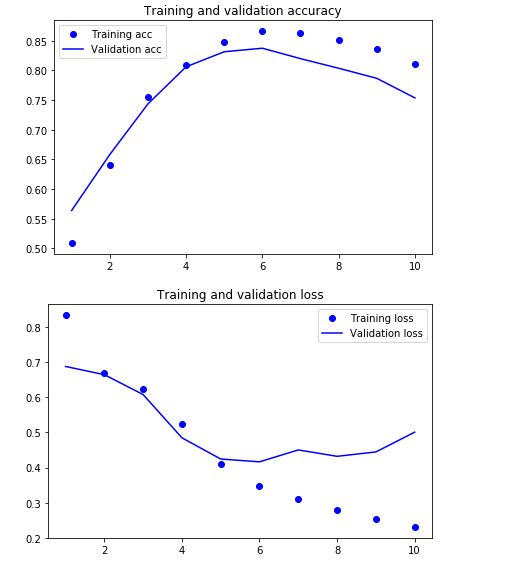 Training and validation accuracy
Training acc
Validation acc
0.85
0.80
0.75
0.70
0.65
0.60
0.55
0.50
2 4 6 8 10
Training and validation loss
Training loss
Validation loss
0.8
0.7
0.6
0.5
0.4
0.3
0.2
2 4 6 8 10